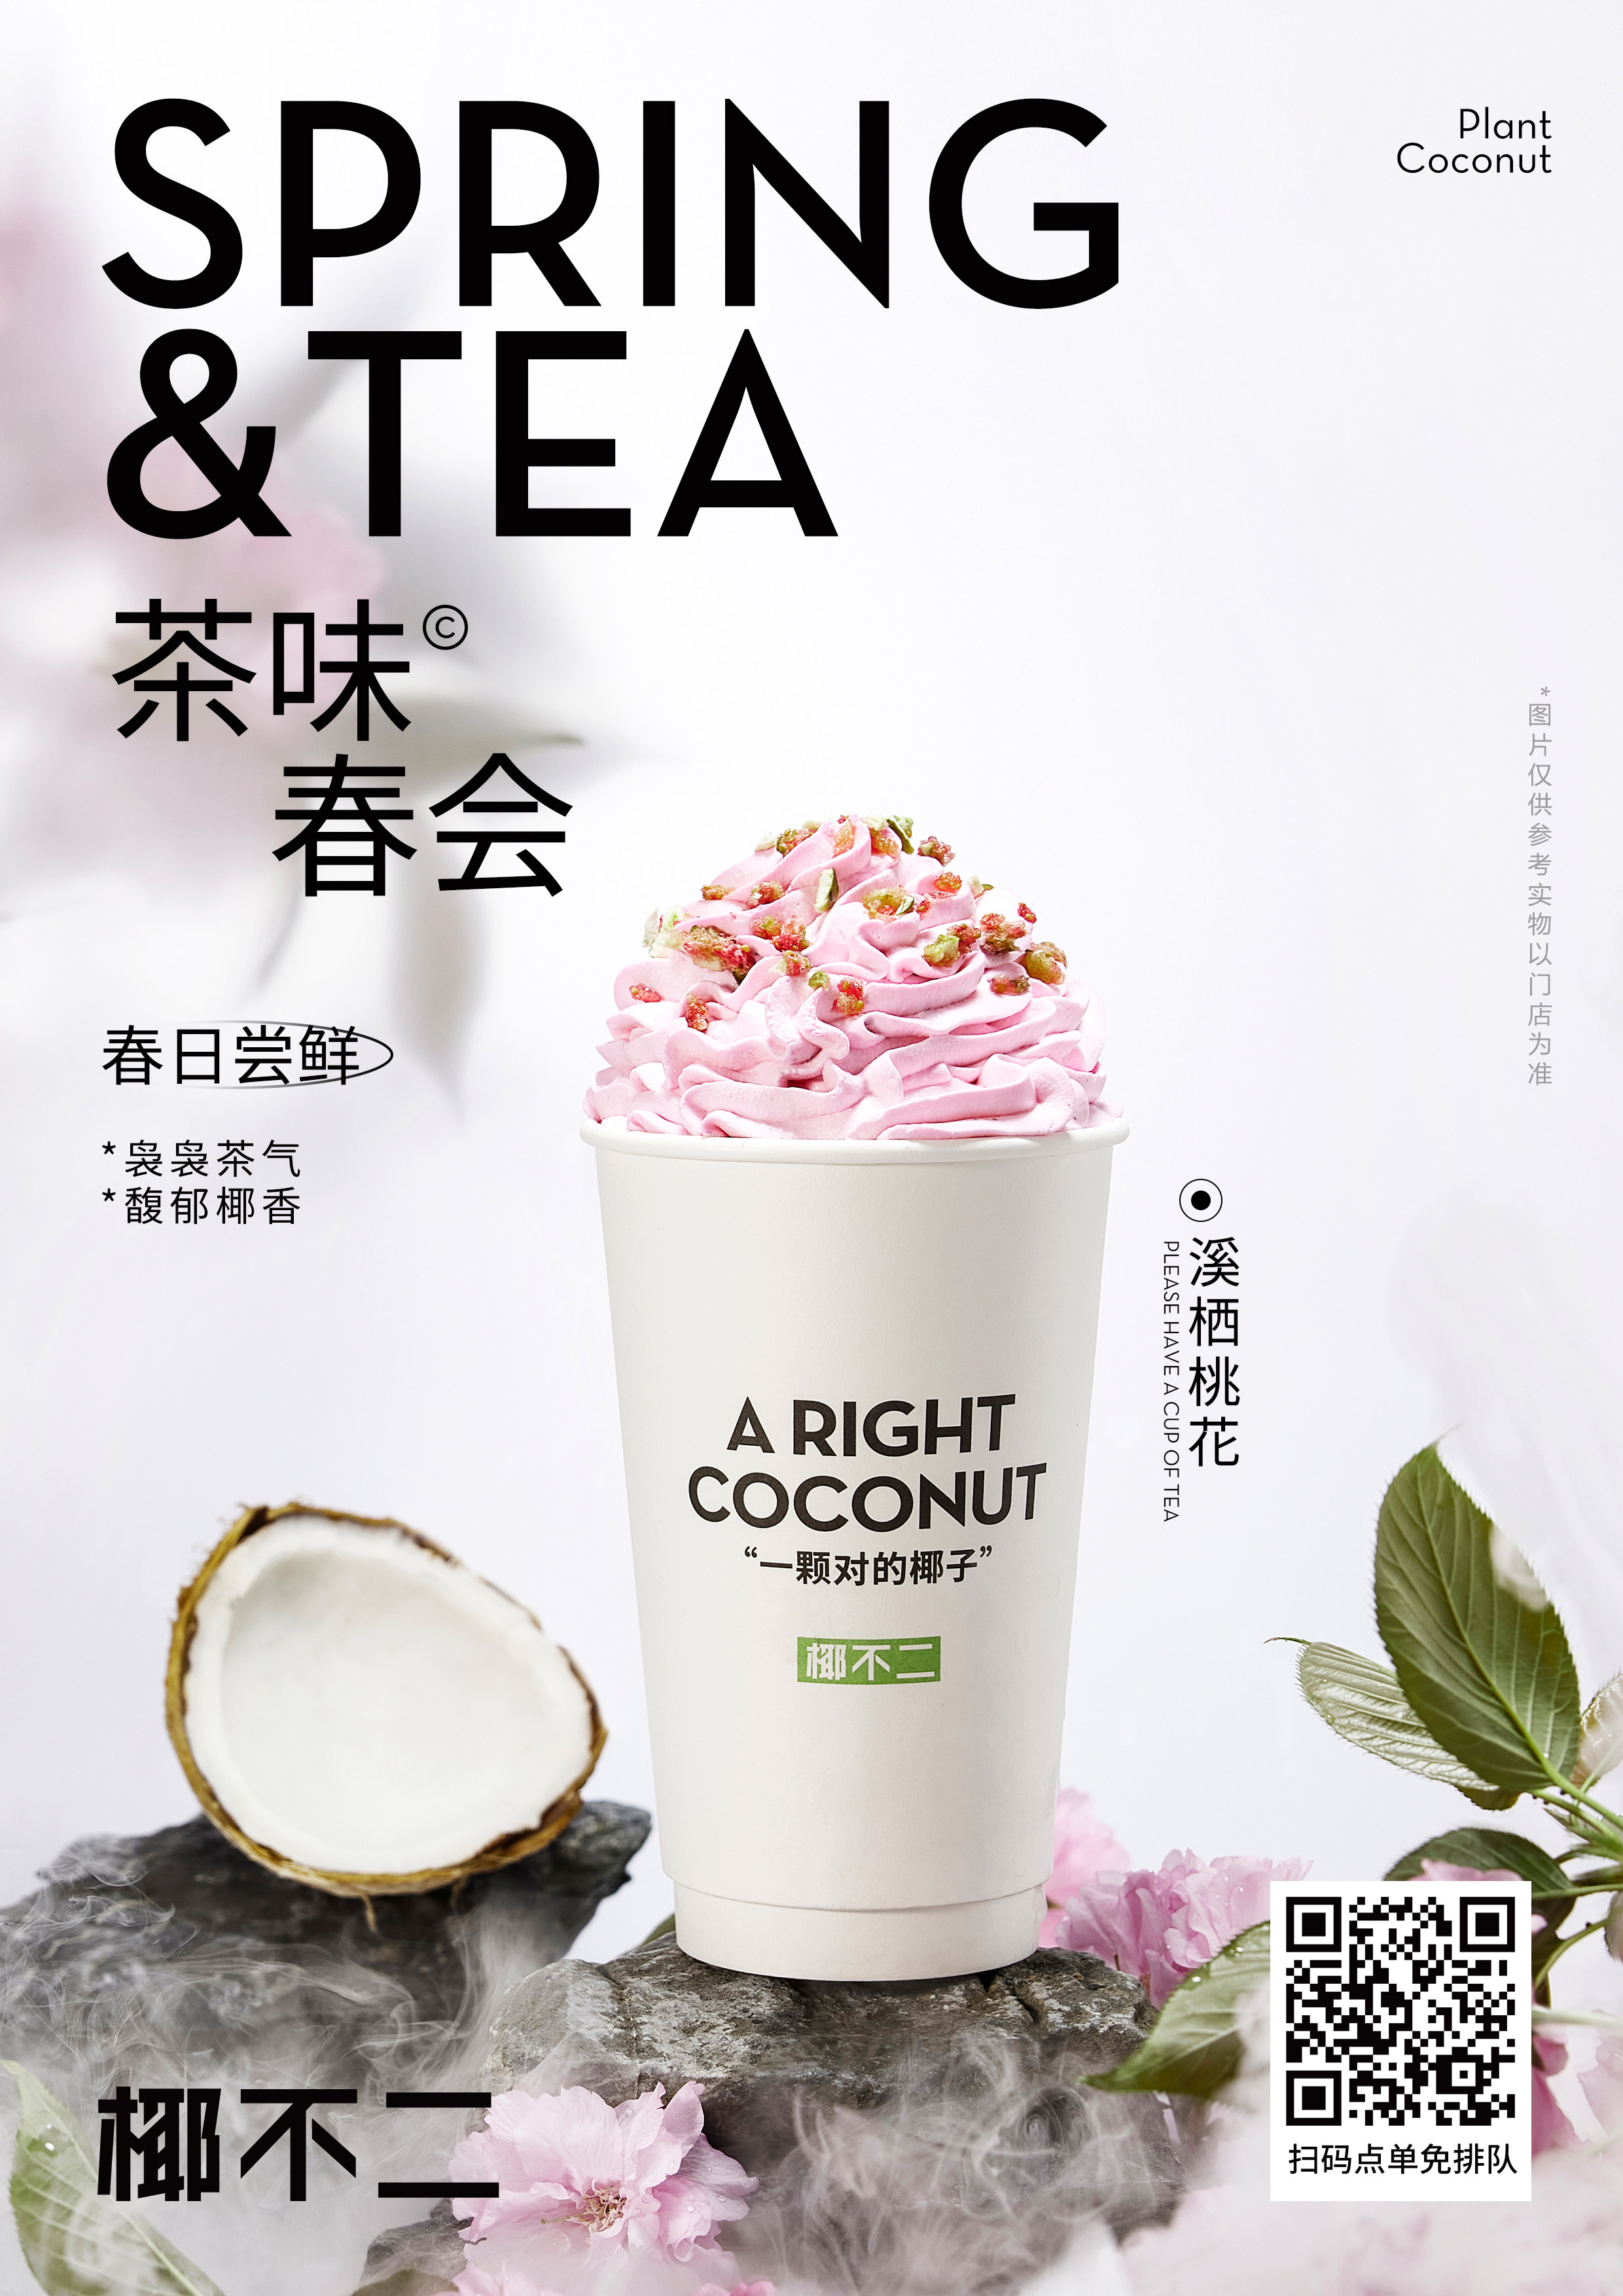 SPRING
&TEA
Plant
Coconut
茶味©
春会
*图片仅供参考实物以门店为准
春日尝鲜
*袅袅茶气
*馥郁椰香
溪栖桃花
PLEASE HAVE A CUP OF TEA
A RIGHT
COCONUT
“一颗对的椰子”
椰不二
椰不二
扫码点单免排队